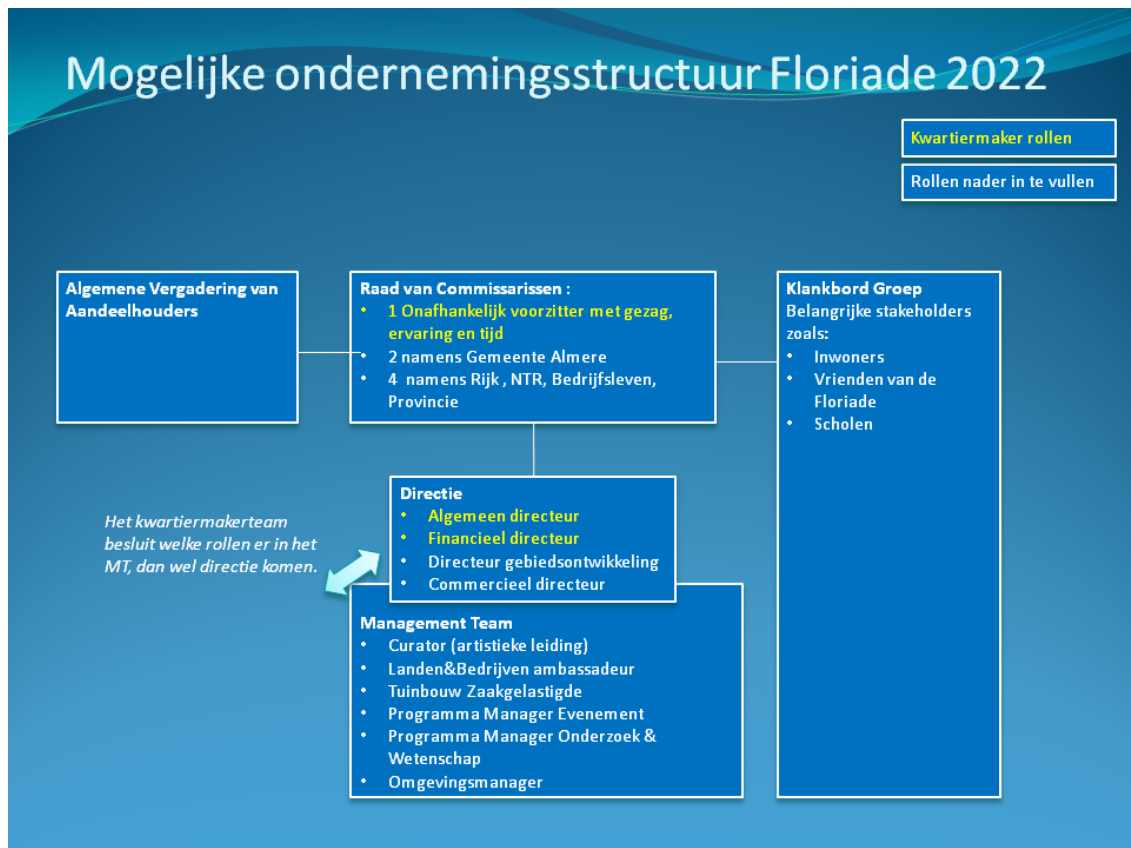 Mogelijke ondernemingsstructuur Floriade 2022
Kwartiermaker rollen
Rollen nader in te vullen
Algemene Vergadering van
Aandeelhouders
Raad van Commissarissen :
• 1 Onafhankelijk voorzitter met gezag,
ervaring en tijd
• 2 namens Gemeente Almere
• 4 namens Rijk , NTR, Bedrijfsleven,
Provincie
Klankbord Groep
Belangrijke stakeholders
zoals:
• Inwoners
• Vrienden van de
Floriade
• Scholen
Directie
• Algemeen directeur
• Financieel directeur
• Directeur gebiedsontwikkeling
• Commercieel directeur
Het kwartiermakerteam
besluit welke rollen er in het
MT, dan wel directie komen.
Management Team
• Curator (artistieke leiding)
• Landen&Bedrijven ambassadeur
• Tuinbouw Zaakgelastigde
• Programma Manager Evenement
• Programma Manager Onderzoek &
Wetenschap
• Omgevingsmanager